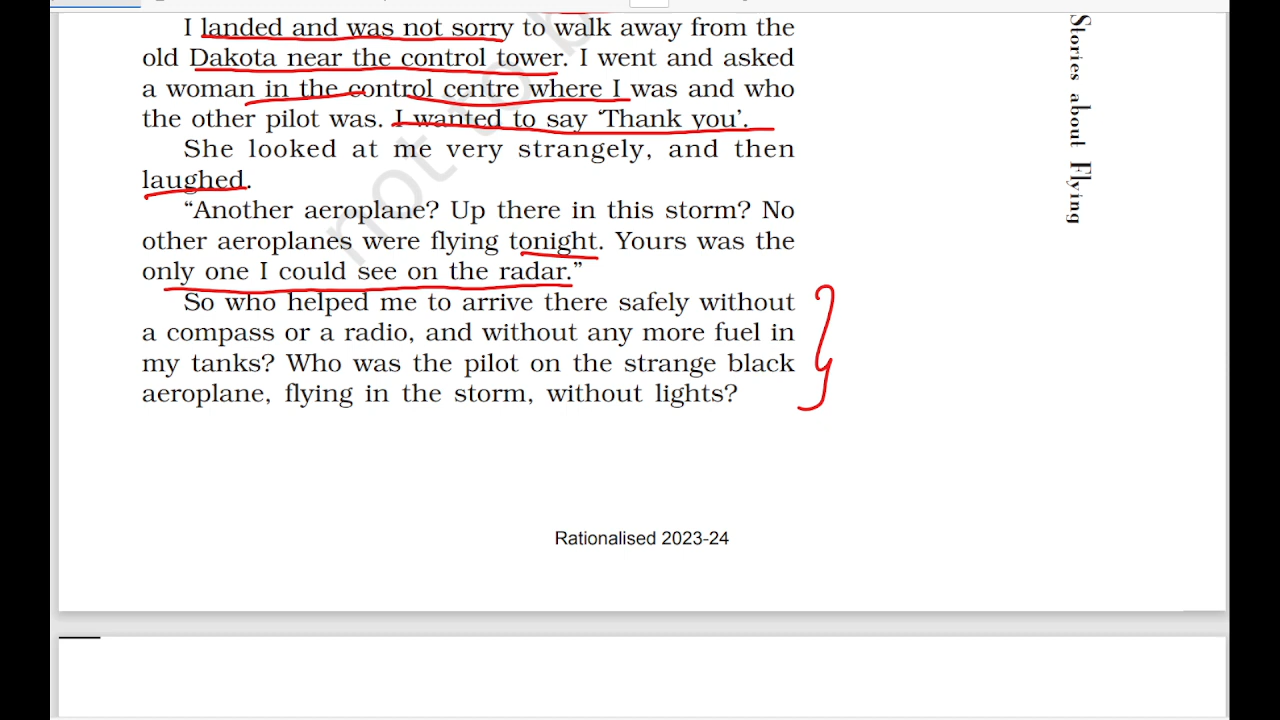 I landed and was not sorry to walk away from the
old Dakota near the control tower. I went and asked
a woman in the control centre where I was and who
the other pilot was. I wanted to say ‘Thank you’.
She looked at me very strangely, and then
laughed.
“Another aeroplane? Up there in this storm? No
other aeroplanes were flying tonight. Yours was the
only one I could see on the radar.”
So who helped me to arrive there safely without
a compass or a radio, and without any more fuel in
my tanks? Who was the pilot on the strange black
aeroplane, flying in the storm, without lights?
Stories about Flying
not to b
Rationalised 2023-24